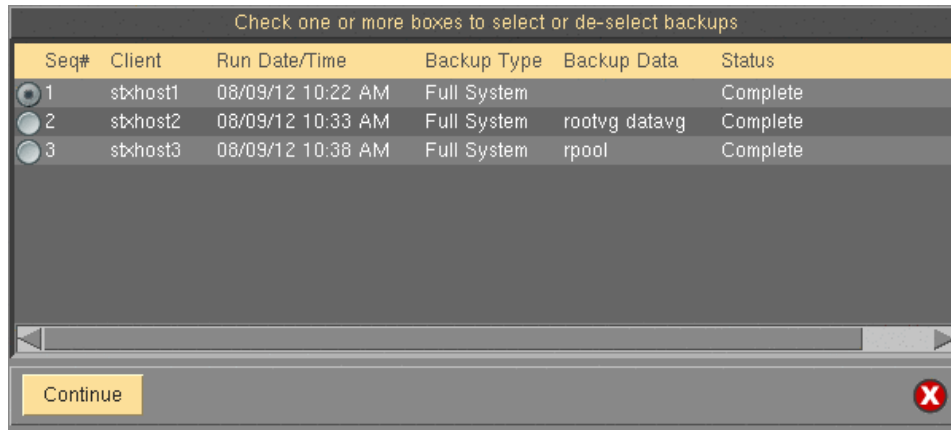 Check one or more boxes to select or de-select backups
Seq# Client Run Date/Time Backup Type Backup Data Status
1 stxhost1 08/09/12 10:22 AM Full System Complete
2 stxhost2 08/09/12 10:33 AM Full System rootvg datavg Complete
3 stxhost3 08/09/12 10:38 AM Full System rpool Complete
Continue